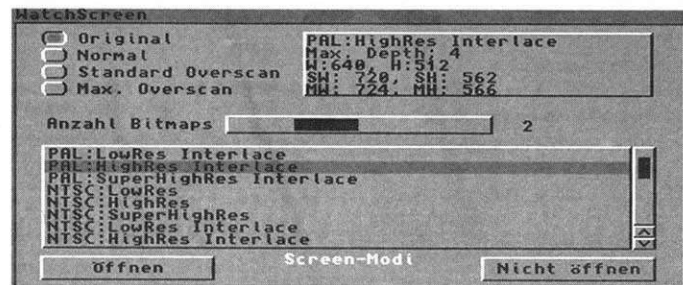 WatchScreen
Original
Normal
Standard Overscan
Max. Overscan
PAL:HighRes Interlace
Max. Depth: 4
W:640, H:512
SW: 720, SH: 562
MW: 724, MH: 566
Anzahl Bitmaps 2
PAL:LowRes Interlace
PAL:HighRes Interlace
PAL:SuperHighRes Interlace
NTSC:LowRes
NTSC:HighRes
NTSC:SuperHighRes
NTSC:LowRes Interlace
NTSC:HighRes Interlace
Screen-Modi
öffnen
Nicht öffnen